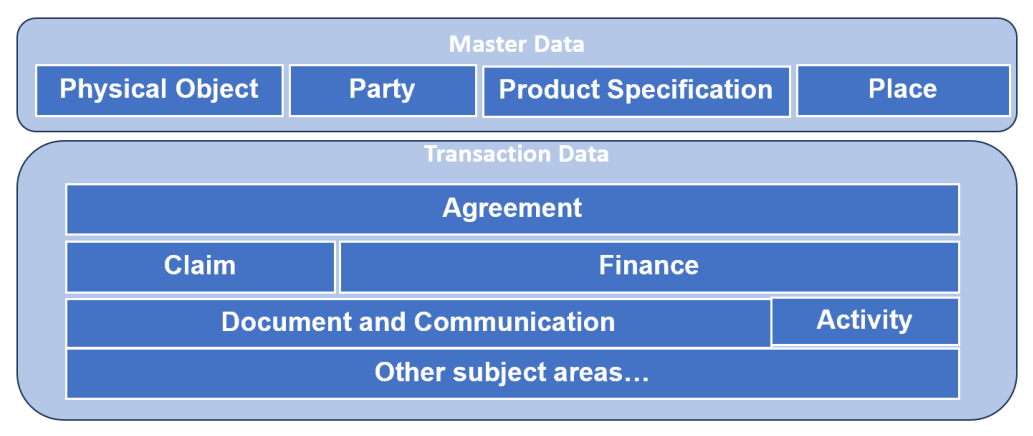 Master Data
Physical Object
Party
Product Specification
Place
Transaction Data
Agreement
Claim
Finance
Document and Communication
Activity
Other subject areas…